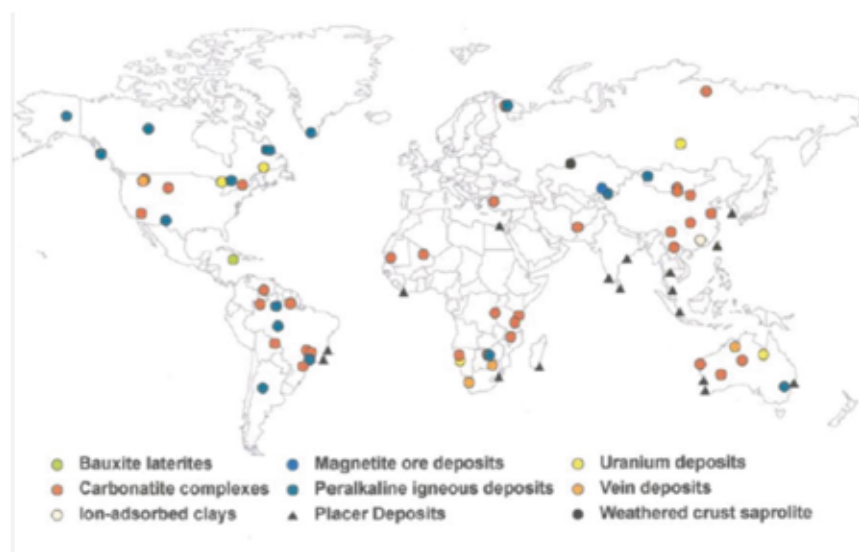 Bauxite laterites
Magnetite ore deposits
Uranium deposits
Carbonatite complexes
Peralkaline igneous deposits
Vein deposits
Ion-adsorbed clays
Placer Deposits
Weathered crust saprolite